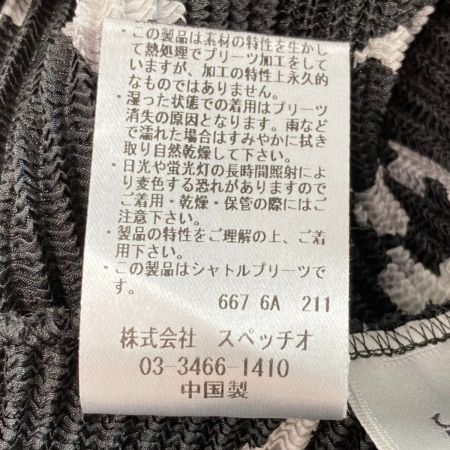 ・この製品は素材の特性を生かし
て熱処理でプリーツ加工をして
いますが、加工の特性上永久的
なものではありません。
・湿った状態での着用はプリーツ
消失の原因となります。雨など
で濡れた場合はすみやかに拭き
取り自然乾燥して下さい。
・日光や蛍光灯の長時間照射によ
り変色する恐れがありますので
ご着用・乾燥・保管の際にはご
注意下さい。
・製品の特性をご理解の上、ご着
用下さい。
・この製品はシャトルプリーツで
す。
667 6A 211
株式会社 スペッチオ
03-3466-1410
中国製